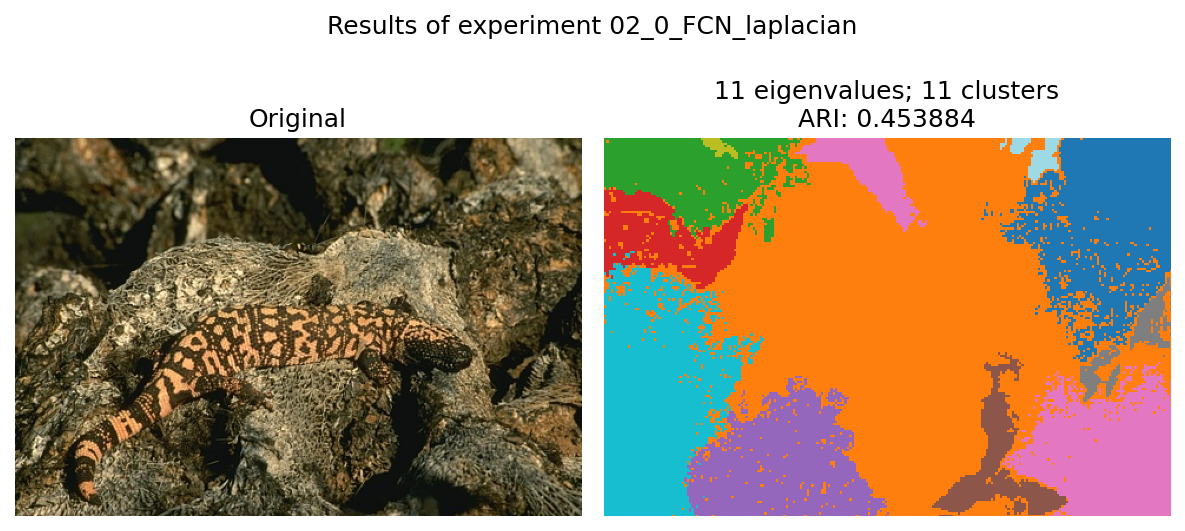 Results of experiment 02_0_FCN_laplacian
Original
11 eigenvalues; 11 clusters
ARI: 0.453884